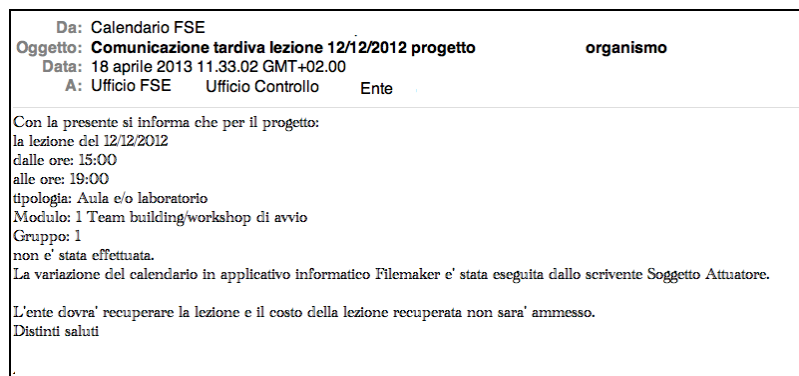 Da: Calendario FSE
Oggetto: Comunicazione tardiva lezione 12/12/2012 progetto organismo
Data: 18 aprile 2013 11.33.02 GMT+02.00
A: Ufficio FSE Ufficio Controllo Ente
Con la presente si informa che per il progetto:
la lezione del 12/12/2012
dalle ore: 15:00
alle ore: 19:00
tipologia: Aula e/o laboratorio
Modulo: 1 Team building/workshop di avvio
Gruppo: 1
non e' stata effettuata.
La variazione del calendario in applicativo informatico Filemaker e' stata eseguita dallo scrivente Soggetto Attuatore.
L'ente dovra' recuperare la lezione e il costo della lezione recuperata non sara' ammesso.
Distinti saluti